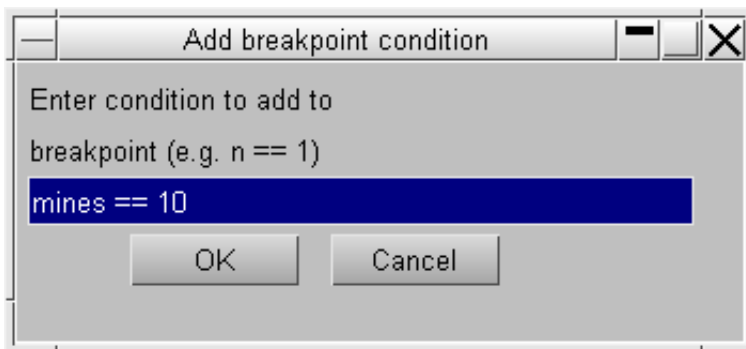 Add breakpoint condition
Enter condition to add to
breakpoint (e.g. n == 1)
mines == 10
OK Cancel